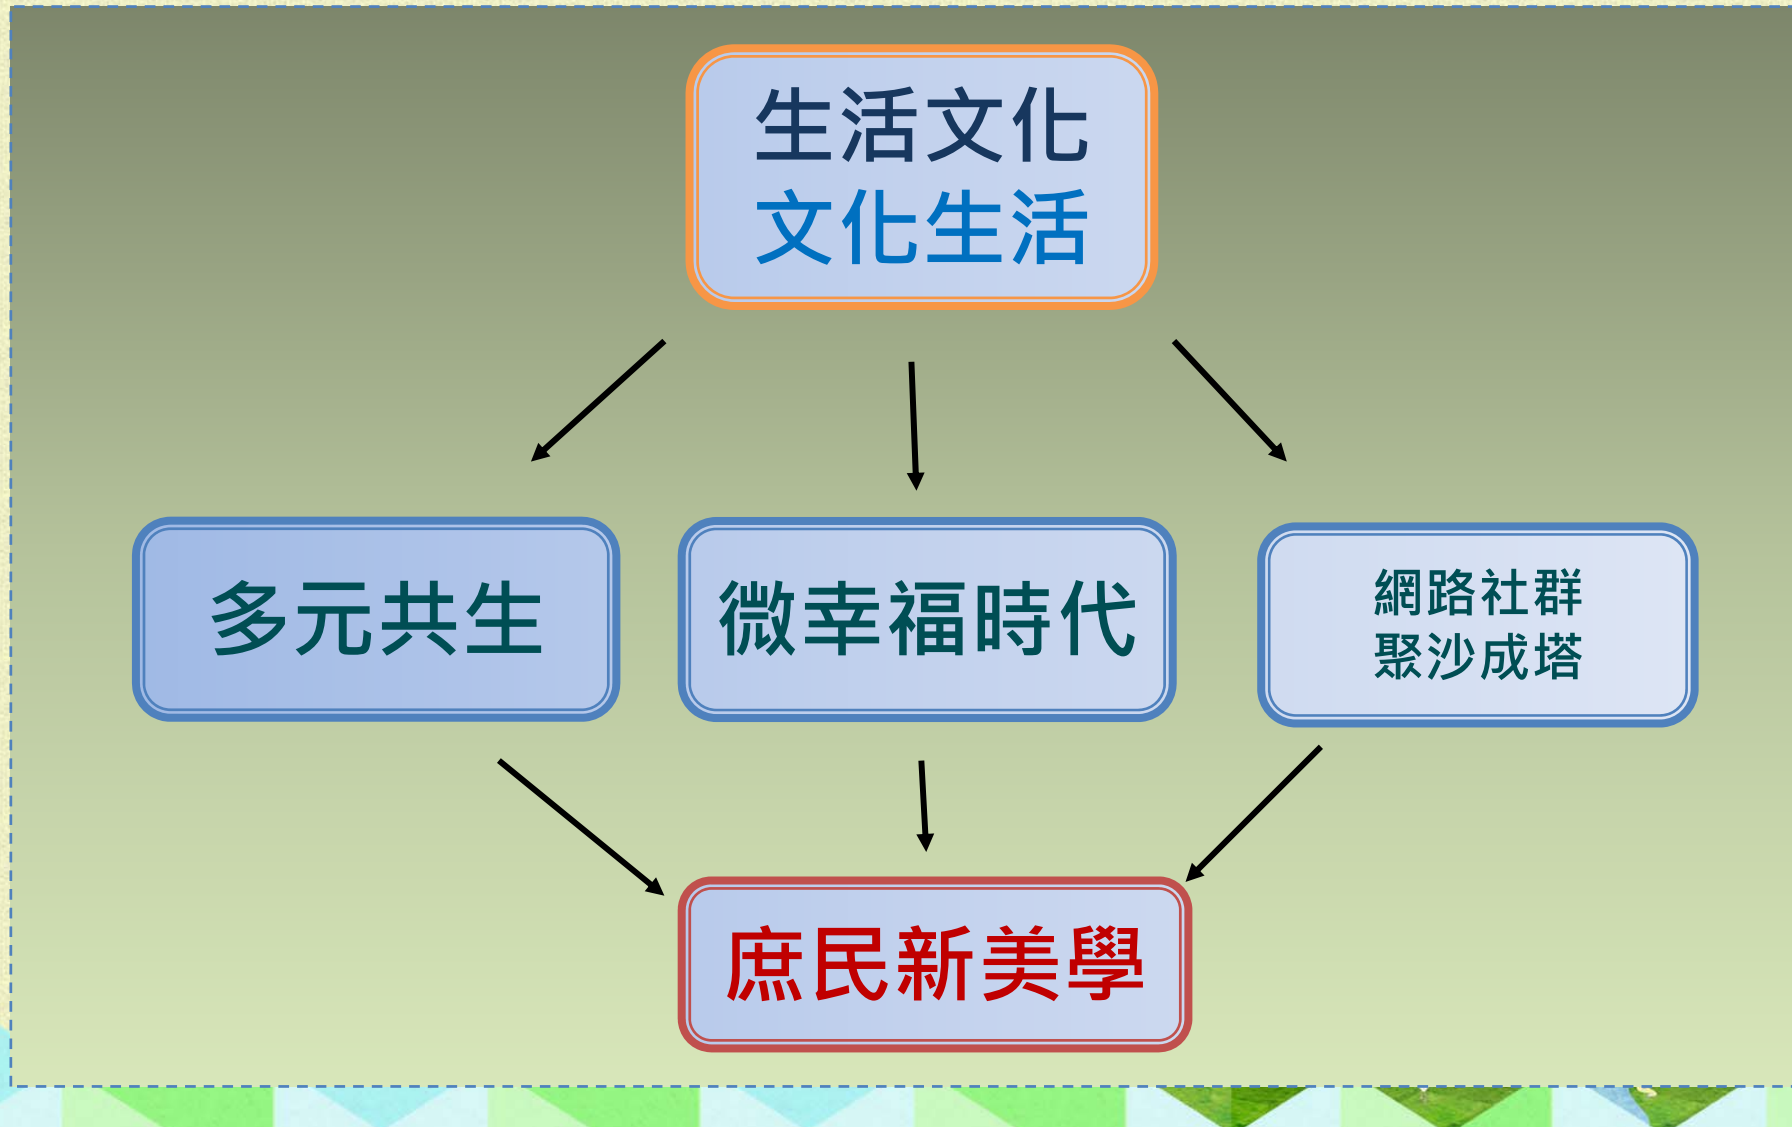 生活文化
文化生活
多元共生
微幸福時代
網路社群
聚沙成塔
庶民新美學